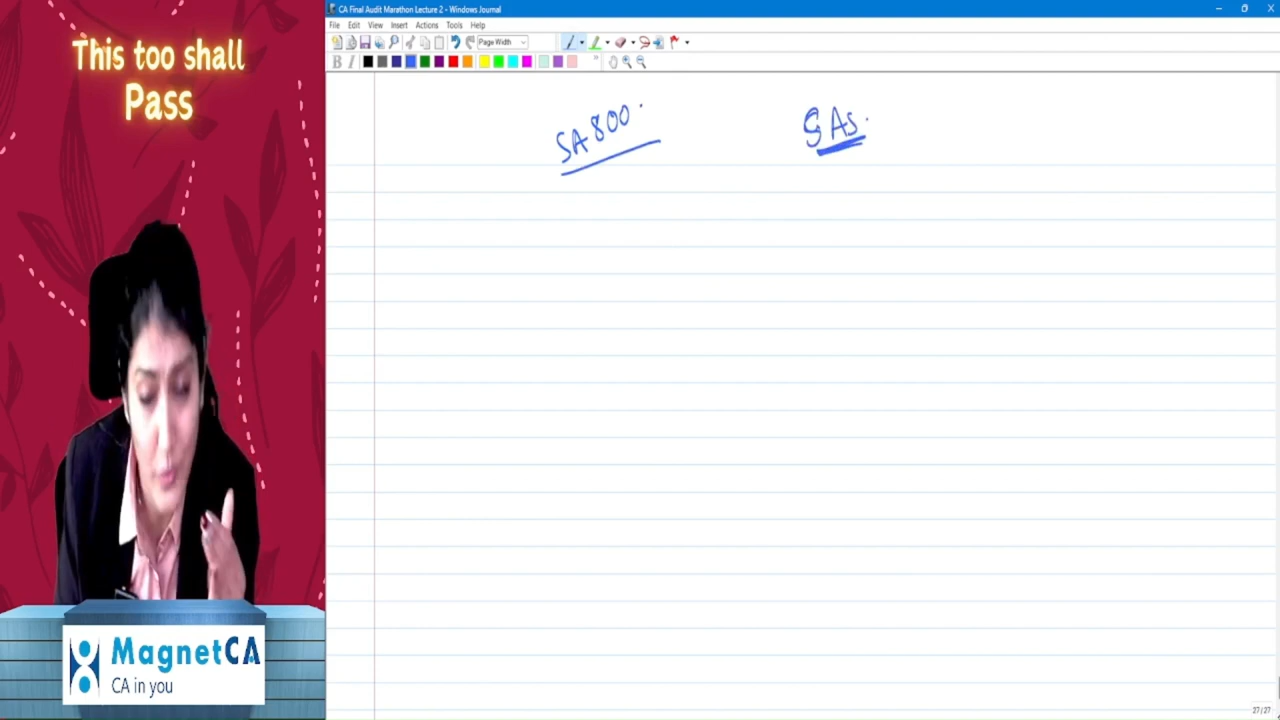 This too shall
Pass
CA Final Audit Marathon Lecture 2 - Windows Journal
File Edit View Insert Actions Tools Help
Page Width
B I
SA 800.
SAs.
MagnetCA
CA in you
27/27